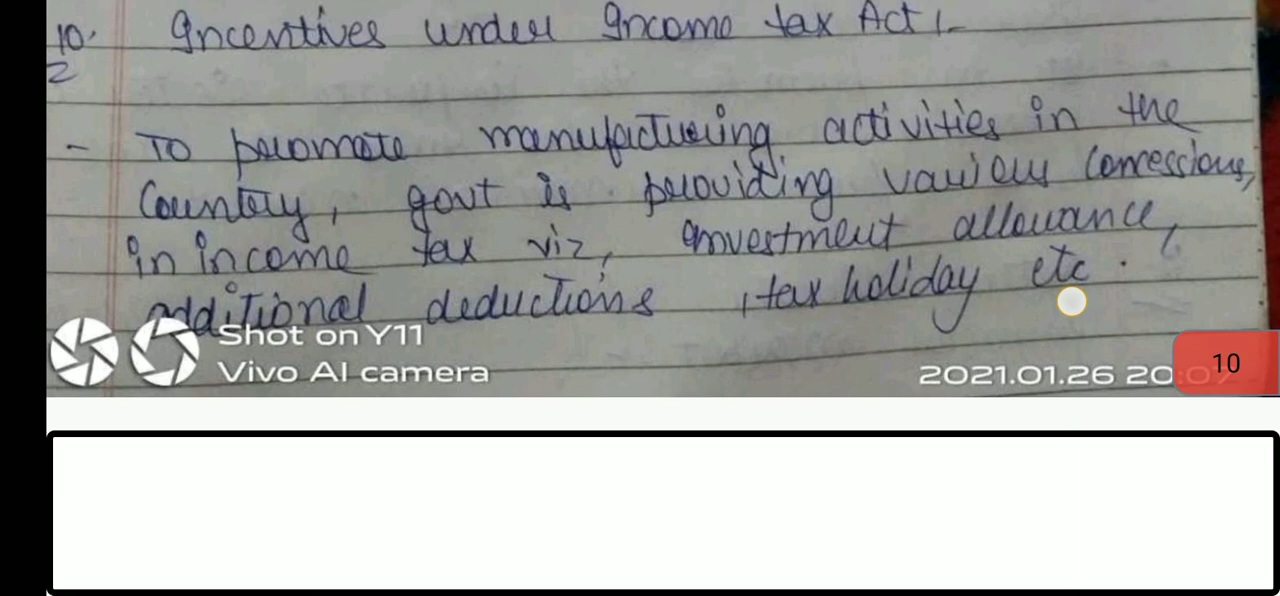 10. Incentives under Income tax Act :-
2
- To promote manufacturing activities in the
Country, govt is providing various Concessions,
in income tax viz, investment allowance,
additional deductions , tax holiday etc.
Shot on Y11
Vivo AI camera
2021.01.26 20:07
10